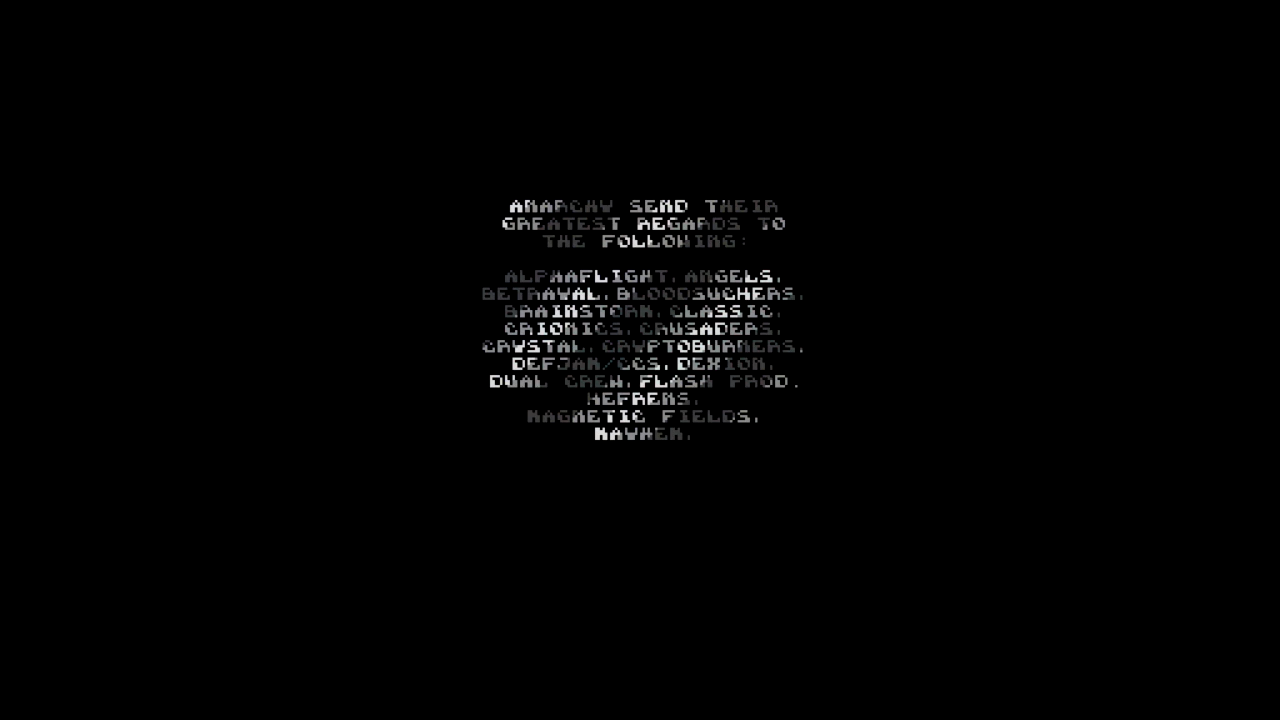 ANARCHY SEND THEIR
GREATEST REGARDS TO
THE FOLLOWING:
ALPHAFLIGHT, ANGELS,
BETRAYAL, BLOODSUCKERS,
BRAINSTORM, CLASSIC,
CRIONICS, CRUSADERS,
CRYSTAL, CRYPTOBURNERS,
DEFJAM/CCS, DEXION,
DUAL CREW, FLASH PROD.
HEFRENS,
MAGNETIC FIELDS,
MAYHEM,